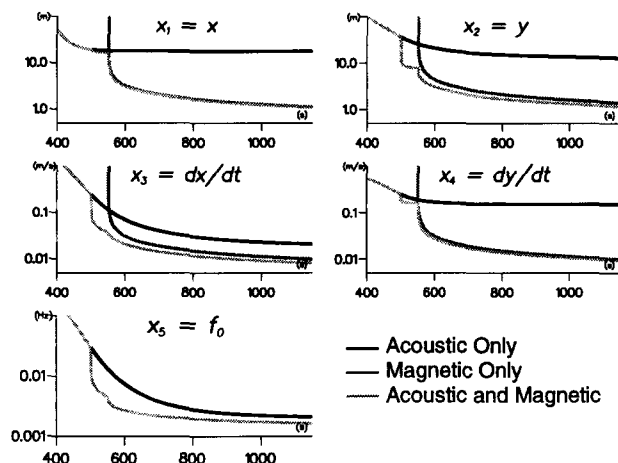 (m) x₁ = x
10.0
1.0
(s)
400 600 800 1000
(m) x₂ = y
10.0
1.0
(s)
400 600 800 1000
(m/s) x₃ = dx/dt
0.1
0.01
(s)
400 600 800 1000
(m/s) x₄ = dy/dt
0.1
0.01
(s)
400 600 800 1000
(Hz) x₅ = f₀
0.01
0.001
(s)
400 600 800 1000
Acoustic Only
Magnetic Only
Acoustic and Magnetic